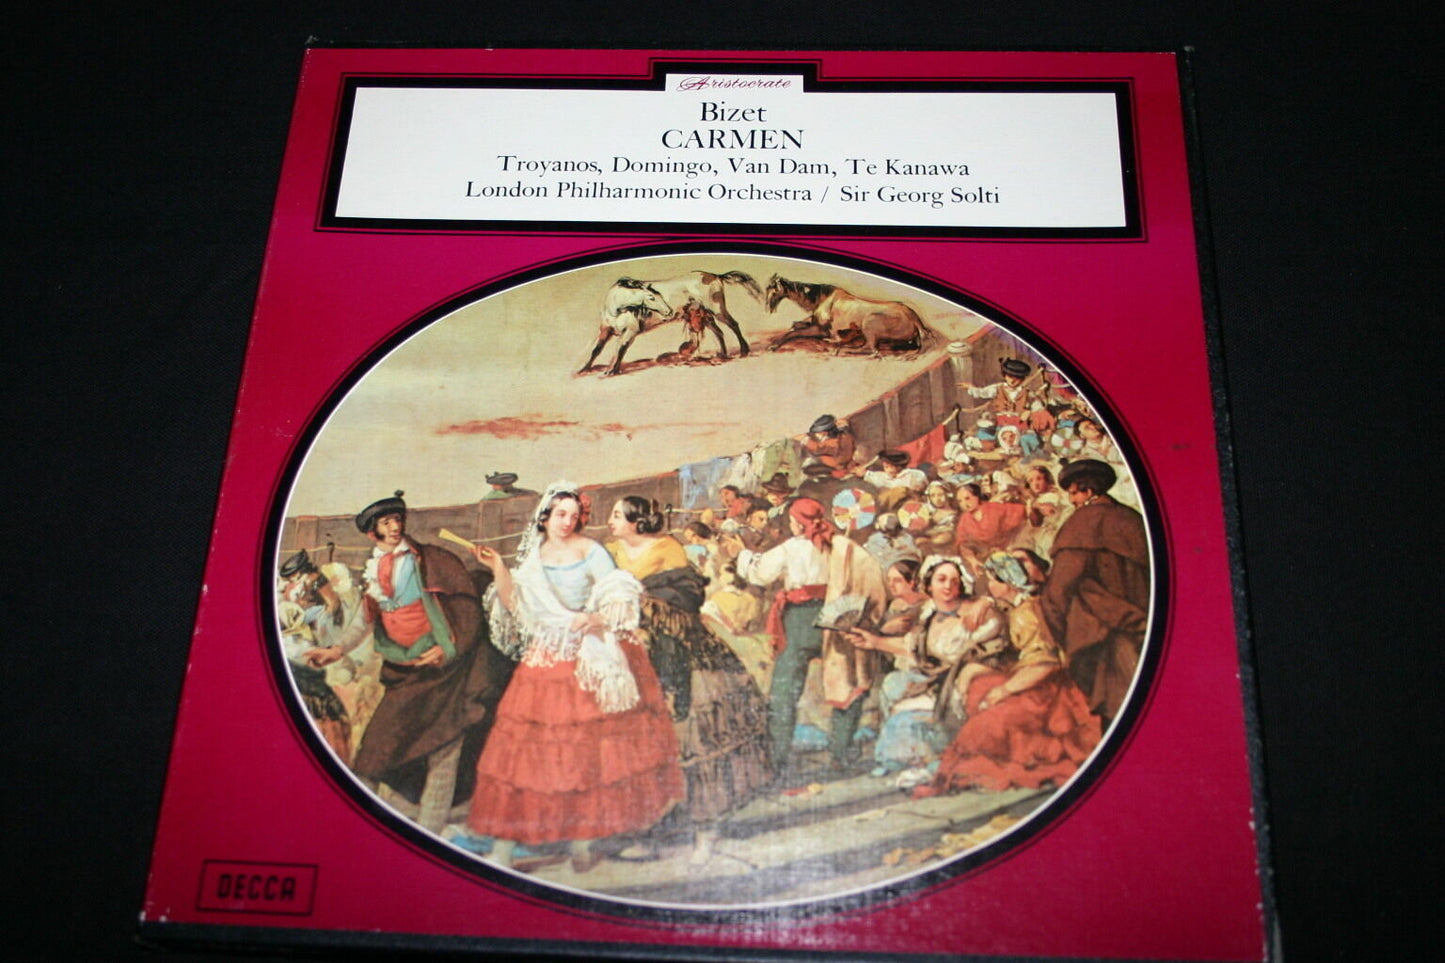 Aristocrate
Bizet
CARMEN
Troyanos, Domingo, Van Dam, Te Kanawa
London Philharmonic Orchestra / Sir Georg Solti
DECCA